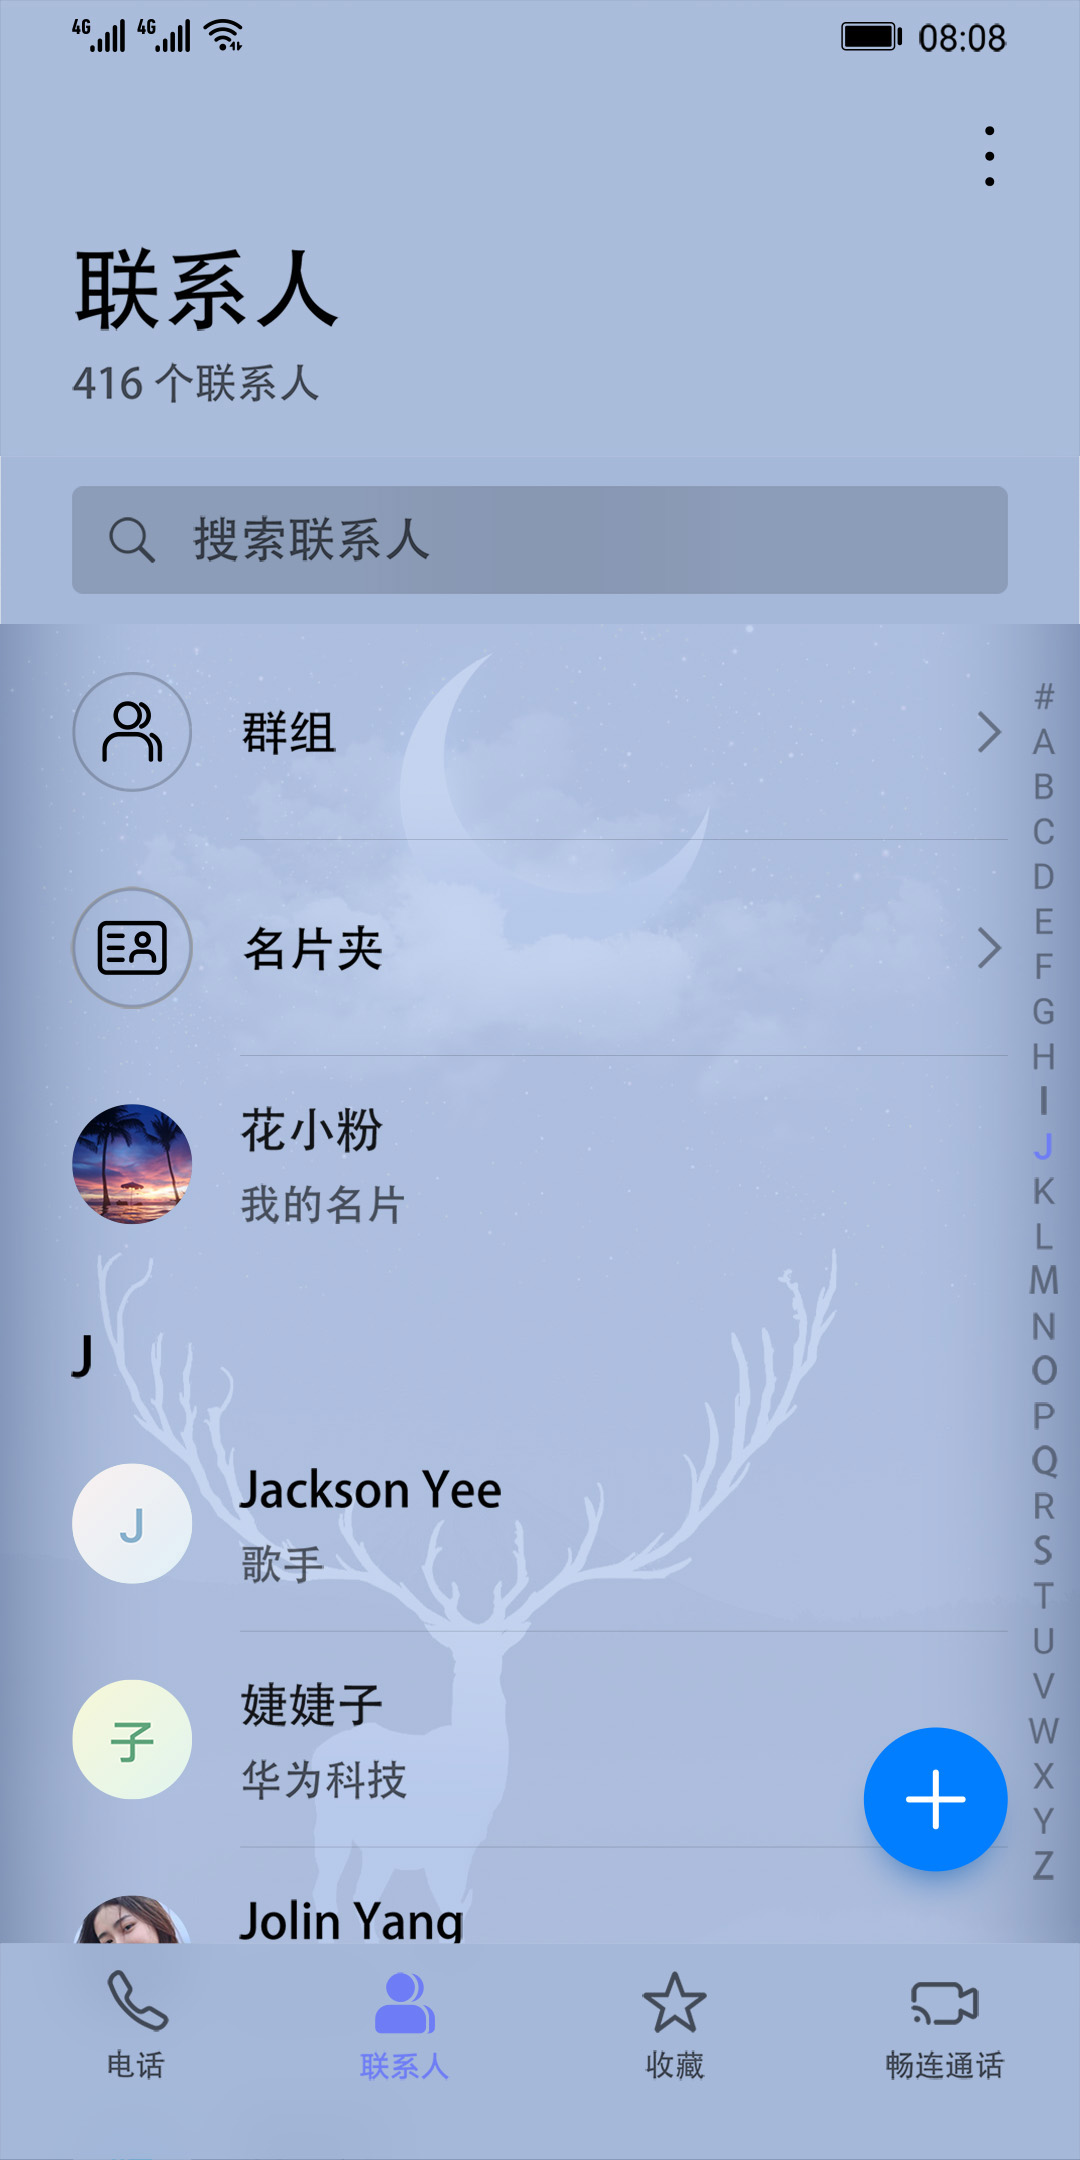 4G 4G 08:08
联系人
416 个联系人
搜索联系人
群组
名片夹
花小粉
我的名片
J
J
Jackson Yee
歌手
子
婕婕子
华为科技
Jolin Yang
#
A
B
C
D
E
F
G
H
I
J
K
L
M
N
O
P
Q
R
S
T
U
V
W
X
Y
Z
电话
联系人
收藏
畅连通话